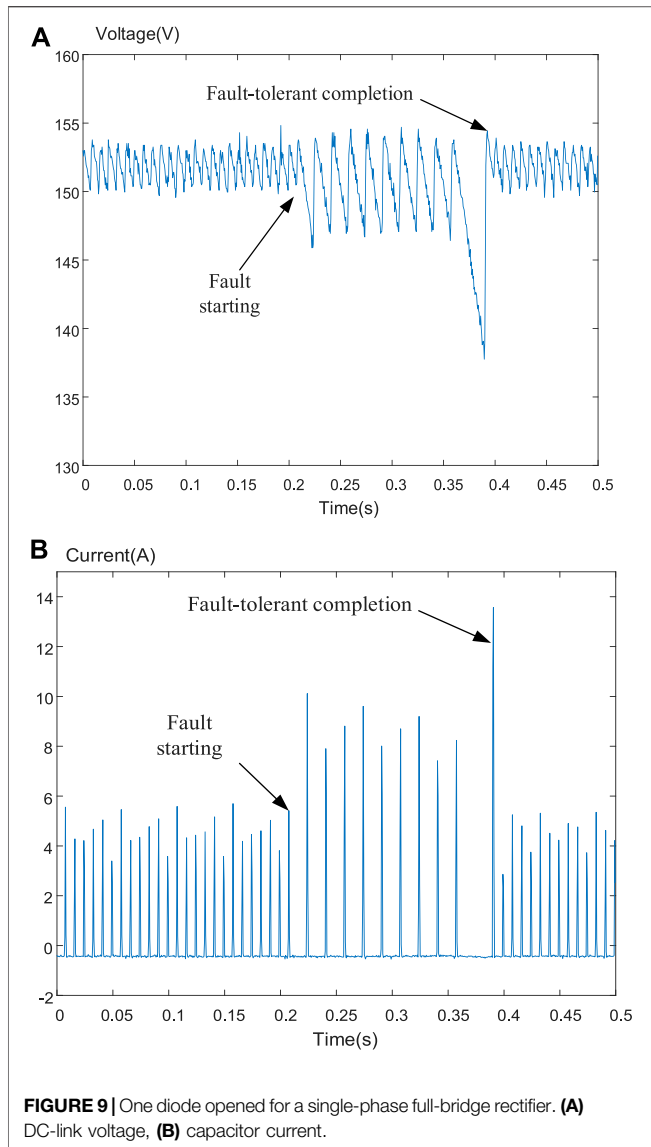 A
Voltage(V)
160
155
150
145
140
135
130
Fault-tolerant completion
Fault
starting
0 0.05 0.1 0.15 0.2 0.25 0.3 0.35 0.4 0.45 0.5
Time(s)
B
Current(A)
14
12
10
8
6
4
2
0
-2
Fault-tolerant completion
Fault
starting
0 0.05 0.1 0.15 0.2 0.25 0.3 0.35 0.4 0.45 0.5
Time(s)
FIGURE 9 | One diode opened for a single-phase full-bridge rectifier. (A)
DC-link voltage, (B) capacitor current.